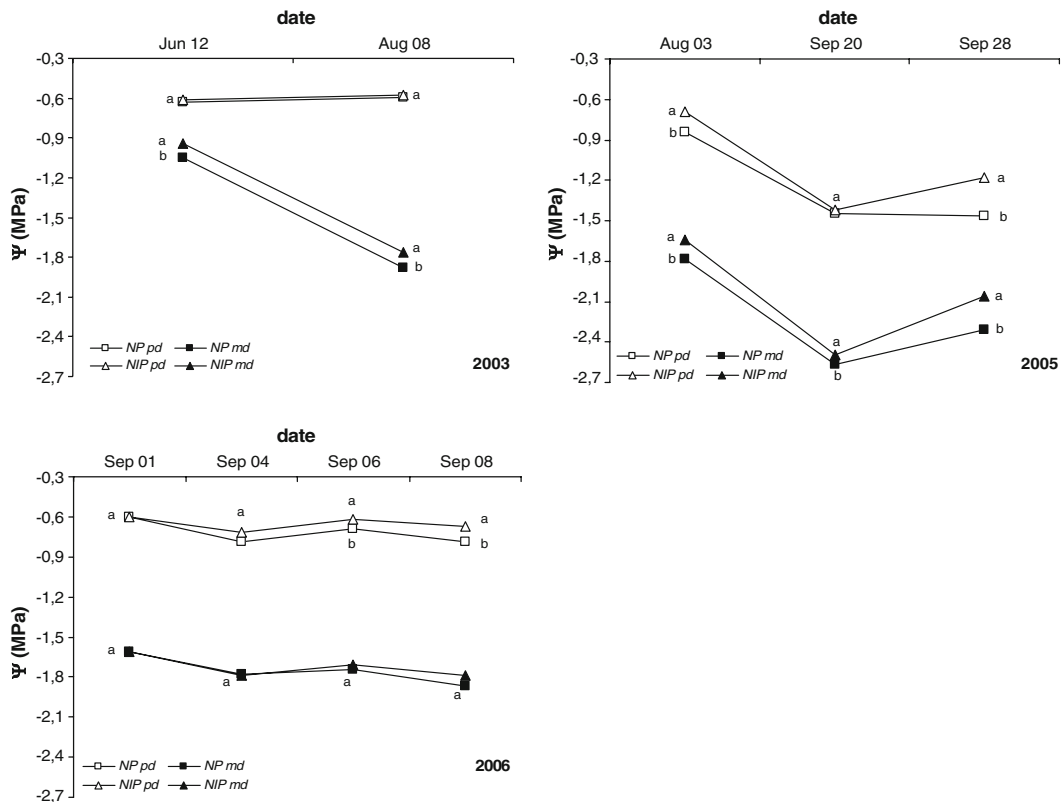 date
Jun 12 Aug 08
-0,3
-0,6
-0,9
-1,2
-1,5
-1,8
-2,1
-2,4
-2,7
Ψ (MPa)
a a
a
b
a
b
NP pd NP md
NIP pd NIP md
2003
date
Aug 03 Sep 20 Sep 28
-0,3
-0,6
-0,9
-1,2
-1,5
-1,8
-2,1
-2,4
-2,7
Ψ (MPa)
a
b
a
a
b
a
b
a
b
a
b
NP pd NP md
NIP pd NIP md
2005
date
Sep 01 Sep 04 Sep 06 Sep 08
-0,3
-0,6
-0,9
-1,2
-1,5
-1,8
-2,1
-2,4
-2,7
Ψ (MPa)
a a a a
b b
a a a a
NP pd NP md
NIP pd NIP md
2006